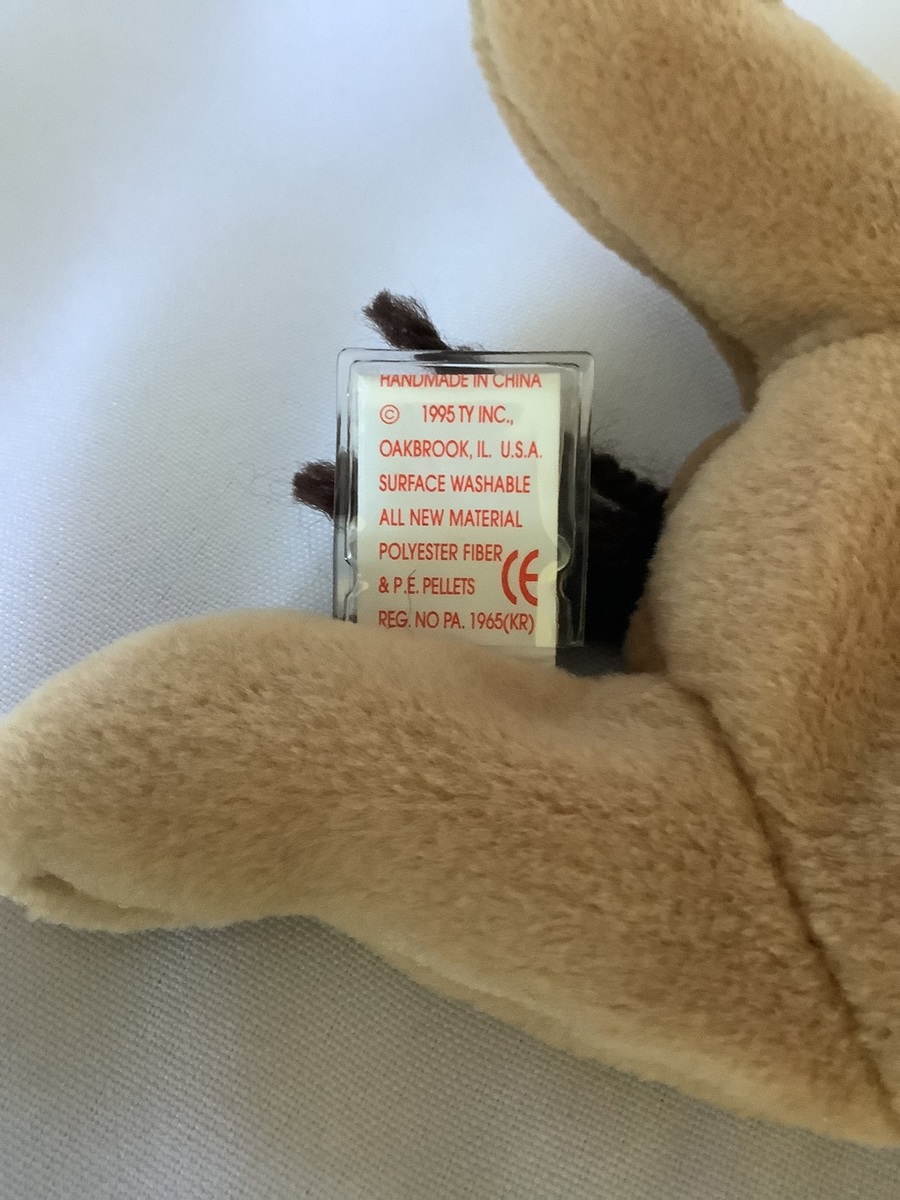 HANDMADE IN CHINA
© 1995 TY INC.,
OAKBROOK, IL. U.S.A.
SURFACE WASHABLE
ALL NEW MATERIAL
POLYESTER FIBER
& P.E. PELLETS CE
REG. NO PA. 1965(KR)